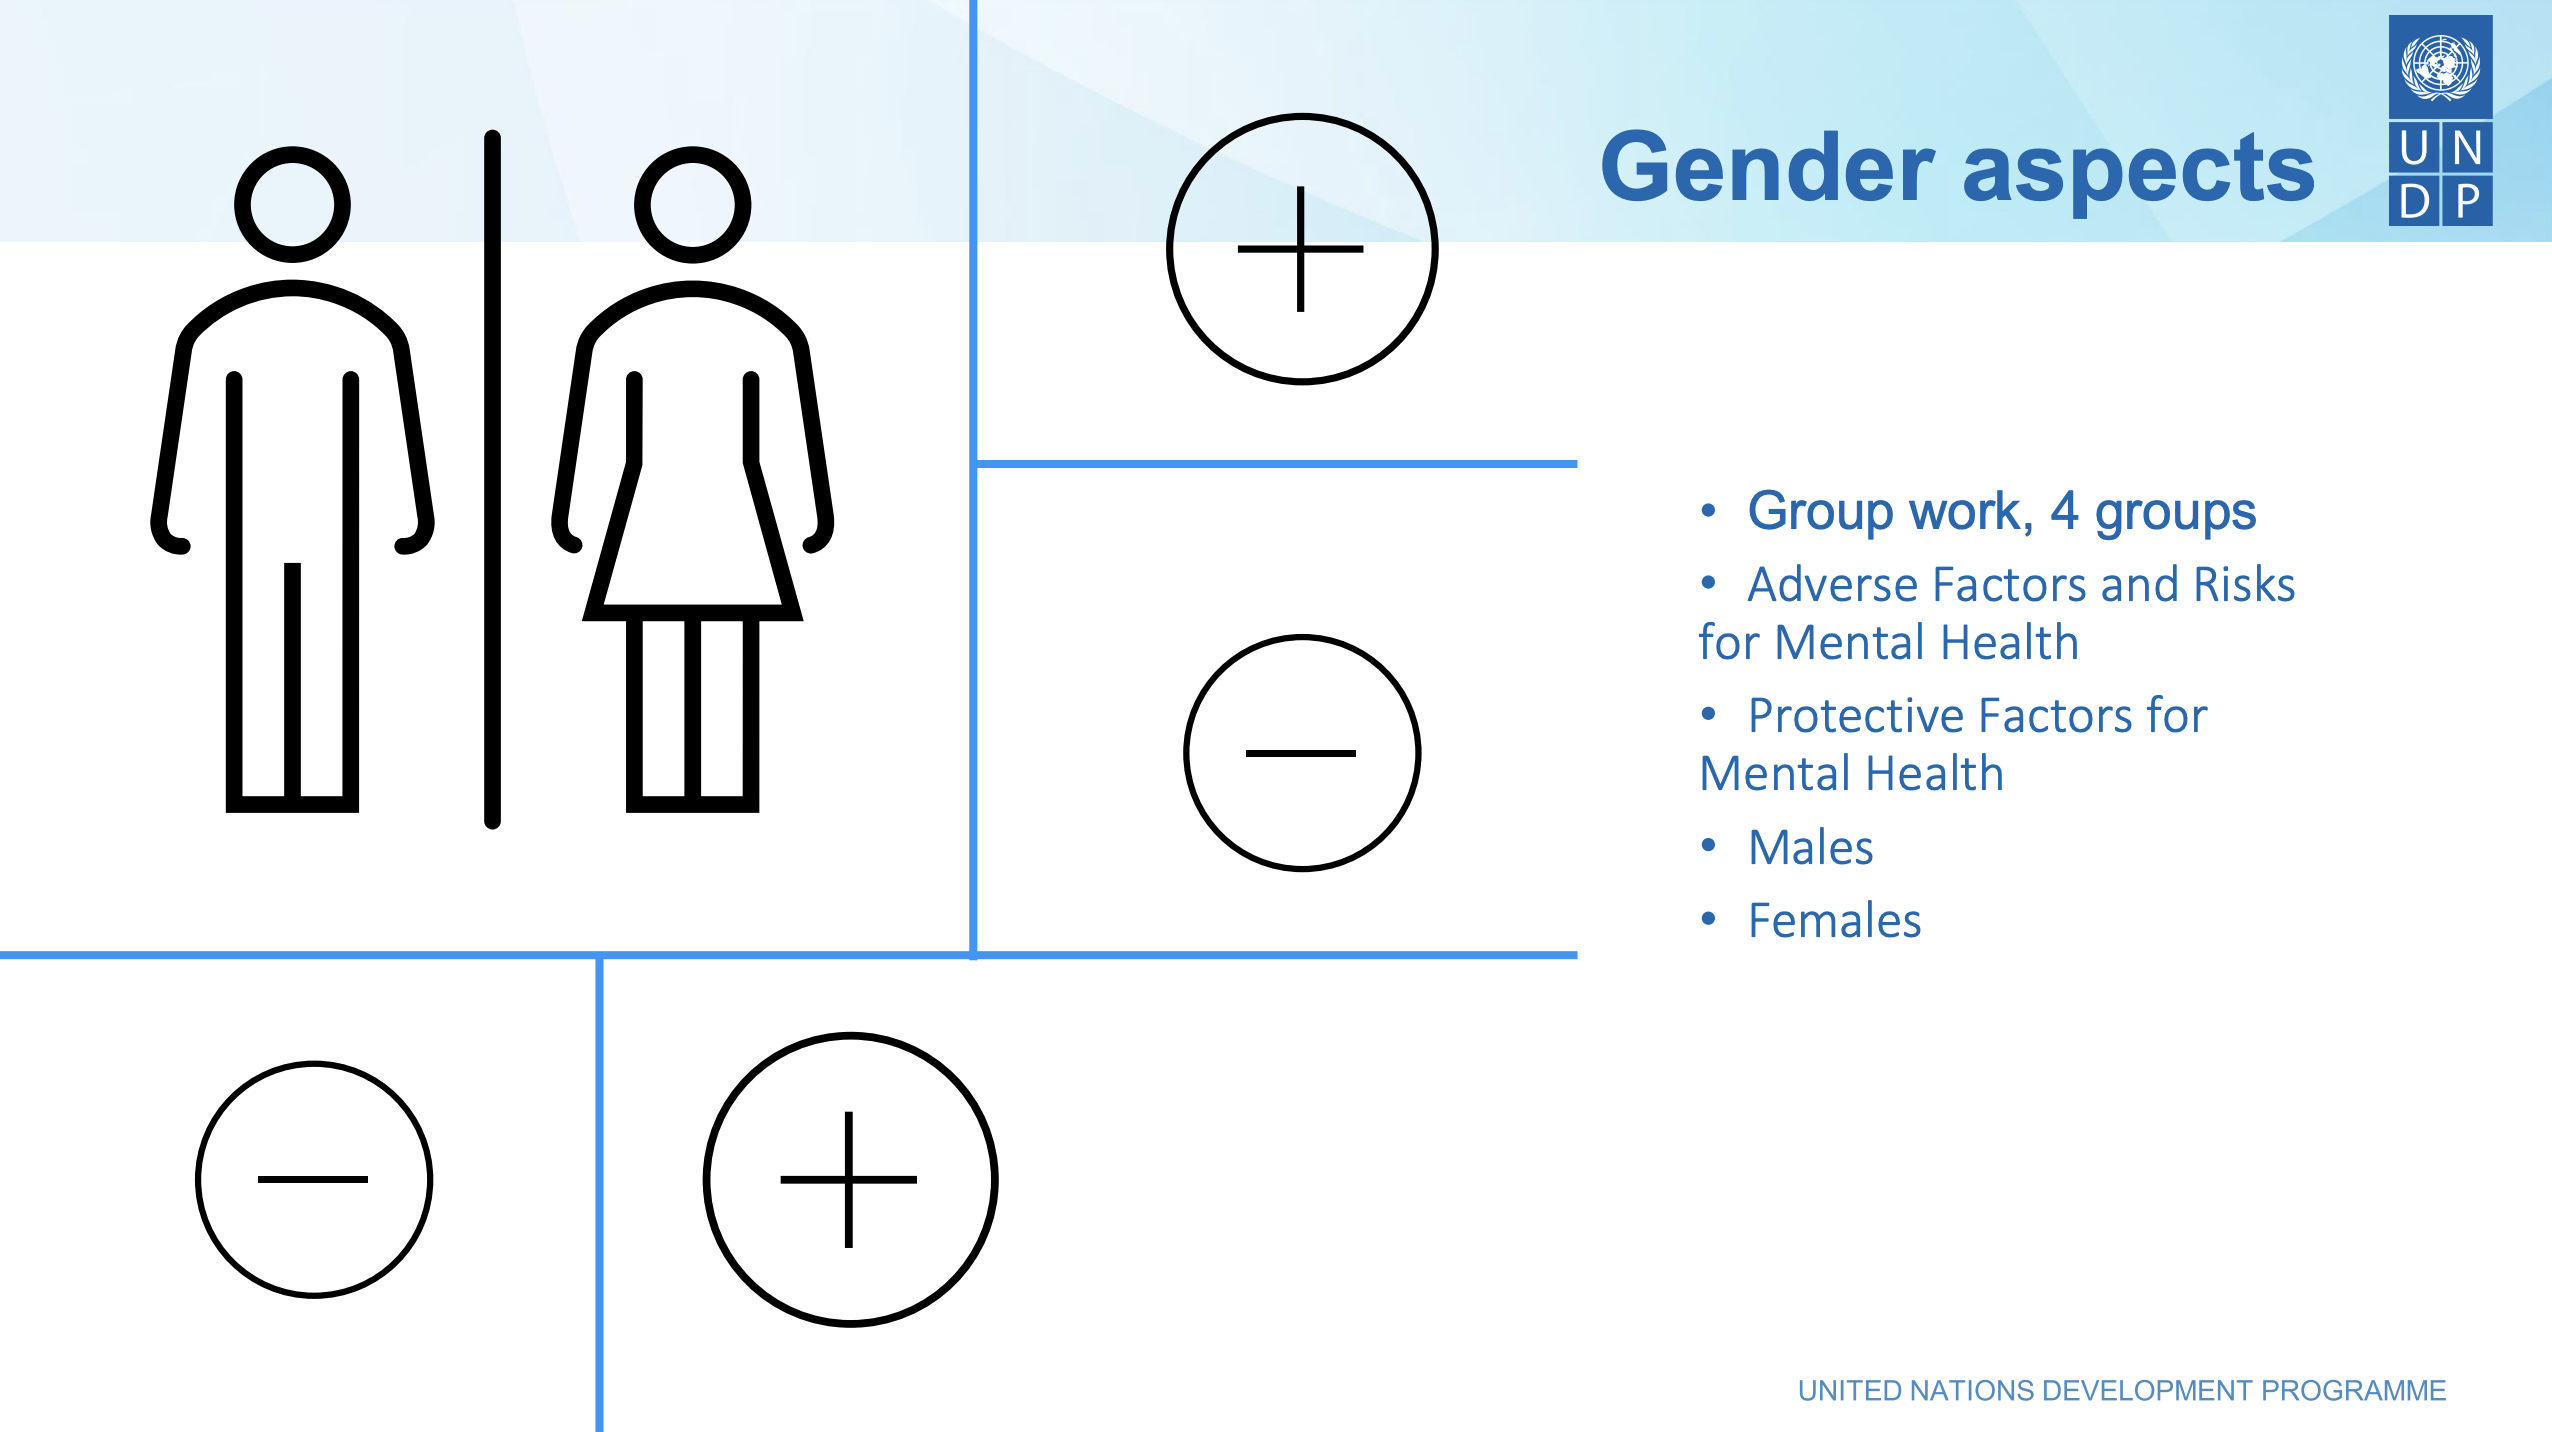 Gender aspects
U N
D P
• Group work, 4 groups
• Adverse Factors and Risks
for Mental Health
• Protective Factors for
Mental Health
• Males
• Females
UNITED NATIONS DEVELOPMENT PROGRAMME